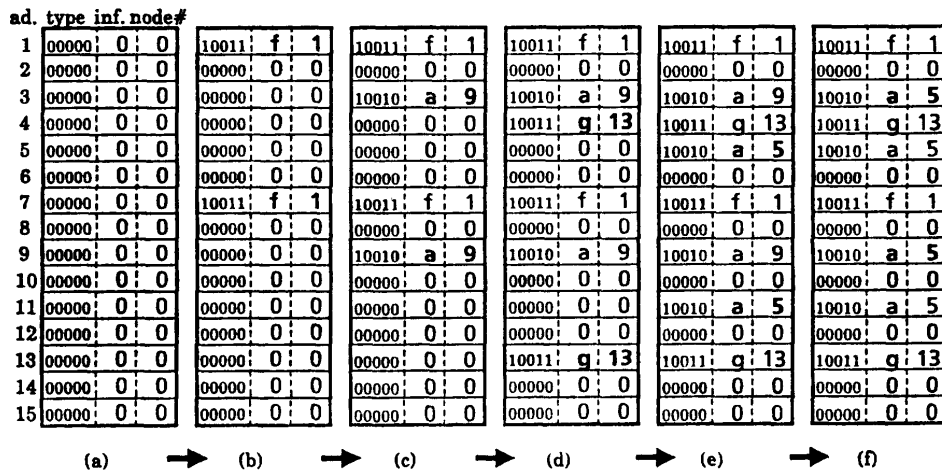 ad. type inf. node#
1 00000 0 0 10011 f 1 10011 f 1 10011 f 1 10011 f 1 10011 f 1
2 00000 0 0 00000 0 0 00000 0 0 00000 0 0 00000 0 0 00000 0 0
3 00000 0 0 00000 0 0 10010 a 9 10010 a 9 10010 a 9 10010 a 5
4 00000 0 0 00000 0 0 00000 0 0 10011 g 13 10011 g 13 10011 g 13
5 00000 0 0 00000 0 0 00000 0 0 00000 0 0 10010 a 5 10010 a 5
6 00000 0 0 00000 0 0 00000 0 0 00000 0 0 00000 0 0 00000 0 0
7 00000 0 0 10011 f 1 10011 f 1 10011 f 1 10011 f 1 10011 f 1
8 00000 0 0 00000 0 0 00000 0 0 00000 0 0 00000 0 0 00000 0 0
9 00000 0 0 00000 0 0 10010 a 9 10010 a 9 10010 a 9 10010 a 5
10 00000 0 0 00000 0 0 00000 0 0 00000 0 0 00000 0 0 00000 0 0
11 00000 0 0 00000 0 0 00000 0 0 00000 0 0 10010 a 5 10010 a 5
12 00000 0 0 00000 0 0 00000 0 0 00000 0 0 00000 0 0 00000 0 0
13 00000 0 0 00000 0 0 00000 0 0 10011 g 13 10011 g 13 10011 g 13
14 00000 0 0 00000 0 0 00000 0 0 00000 0 0 00000 0 0 00000 0 0
15 00000 0 0 00000 0 0 00000 0 0 00000 0 0 00000 0 0 00000 0 0
(a) (b) (c) (d) (e) (f)